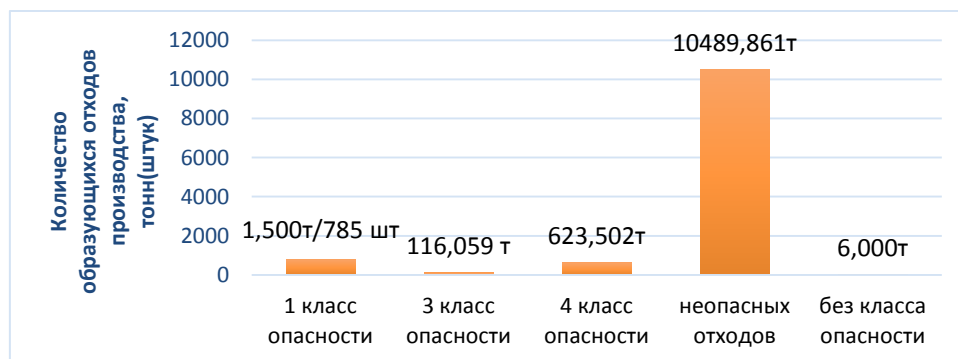 Количество
образующихся отходов
производства,
тонн(штук)
12000
10000
8000
6000
4000
2000
0
1,500т/785 шт
116,059 т
623,502т
10489,861т
6,000т
1 класс
опасности
3 класс
опасности
4 класс
опасности
неопасных
отходов
без класса
опасности